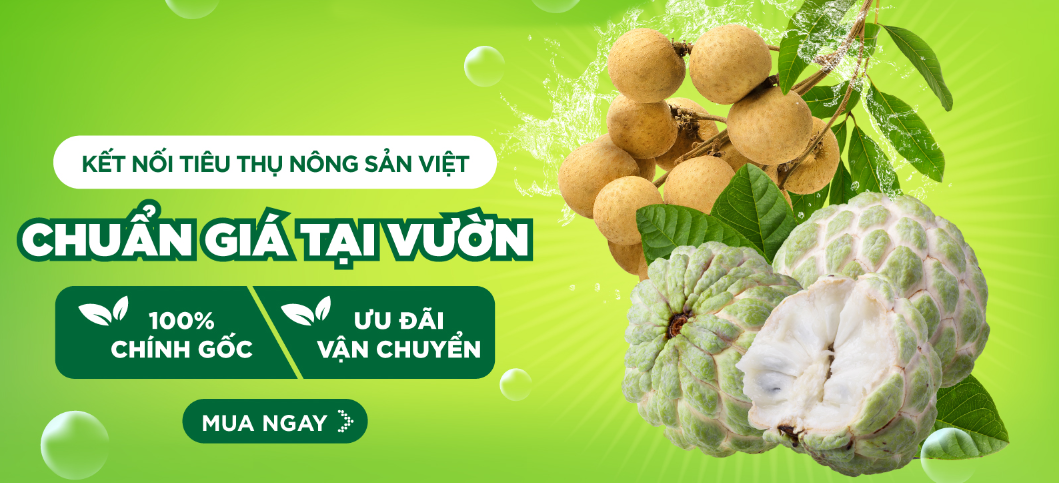 KẾT NỐI TIÊU THỤ NÔNG SẢN VIỆT
CHUẨN GIÁ TẠI VƯỜN
100%
CHÍNH GỐC
ƯU ĐÃI
VẬN CHUYỂN
MUA NGAY